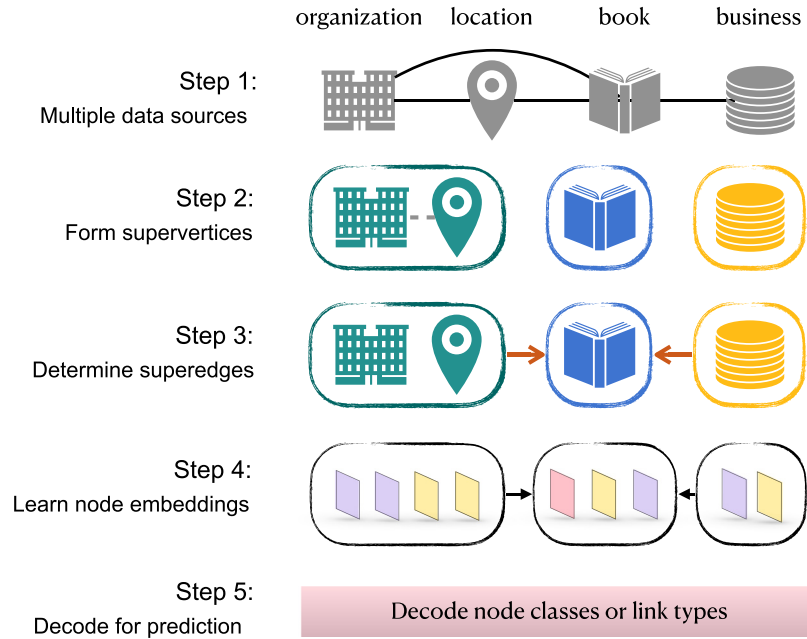 organization location book business
Step 1:
Multiple data sources
Step 2:
Form supervertices
Step 3:
Determine superedges
Step 4:
Learn node embeddings
Step 5:
Decode for prediction
Decode node classes or link types